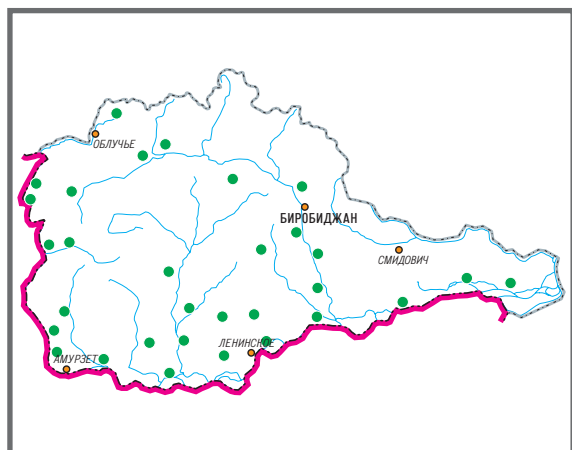 ОБЛУЧЬЕ
БИРОБИДЖАН
СМИДОВИЧ
ЛЕНИНСКОЕ
АМУРЗЕТ